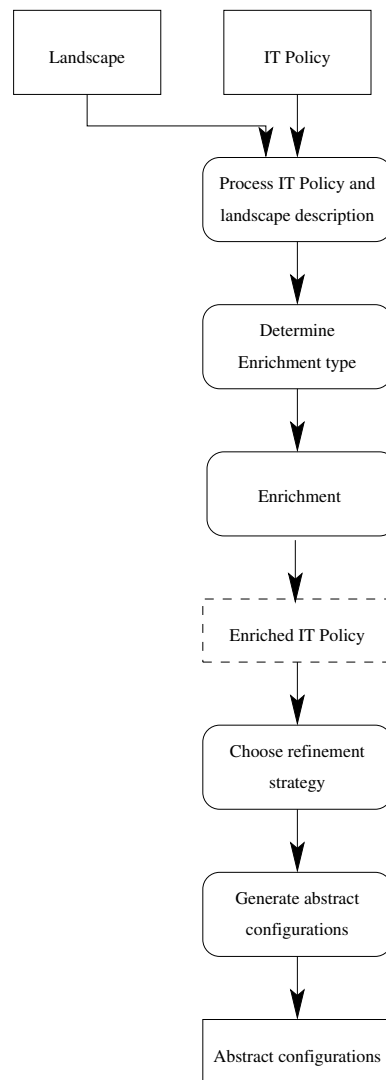 Landscape
IT Policy
Process IT Policy and
landscape description
Determine
Enrichment type
Enrichment
Enriched IT Policy
Choose refinement
strategy
Generate abstract
configurations
Abstract configurations